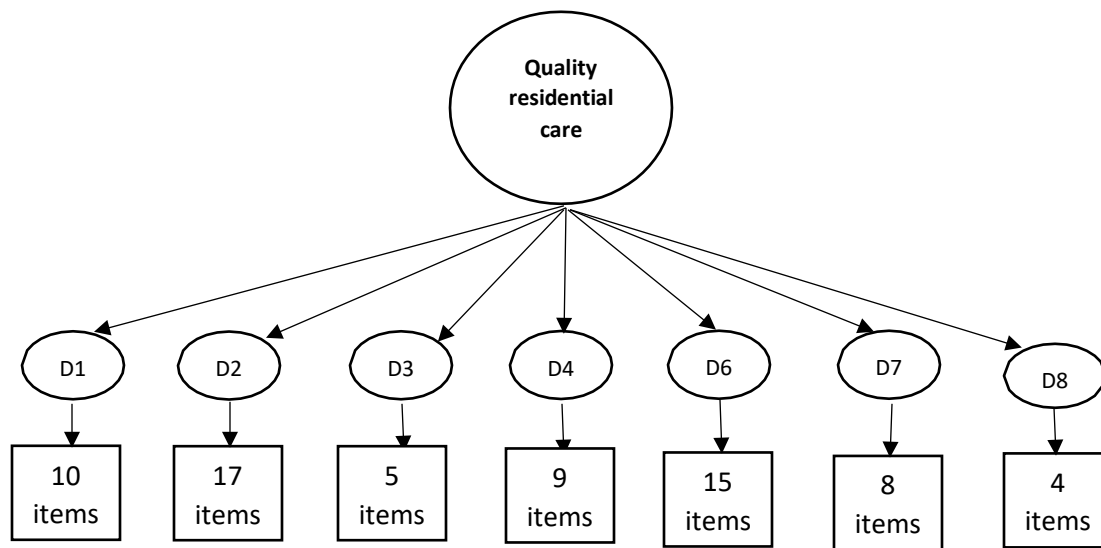 Quality
residential
care
D1
D2
D3
D4
D6
D7
D8
10
items
17
items
5
items
9
items
15
items
8
items
4
items